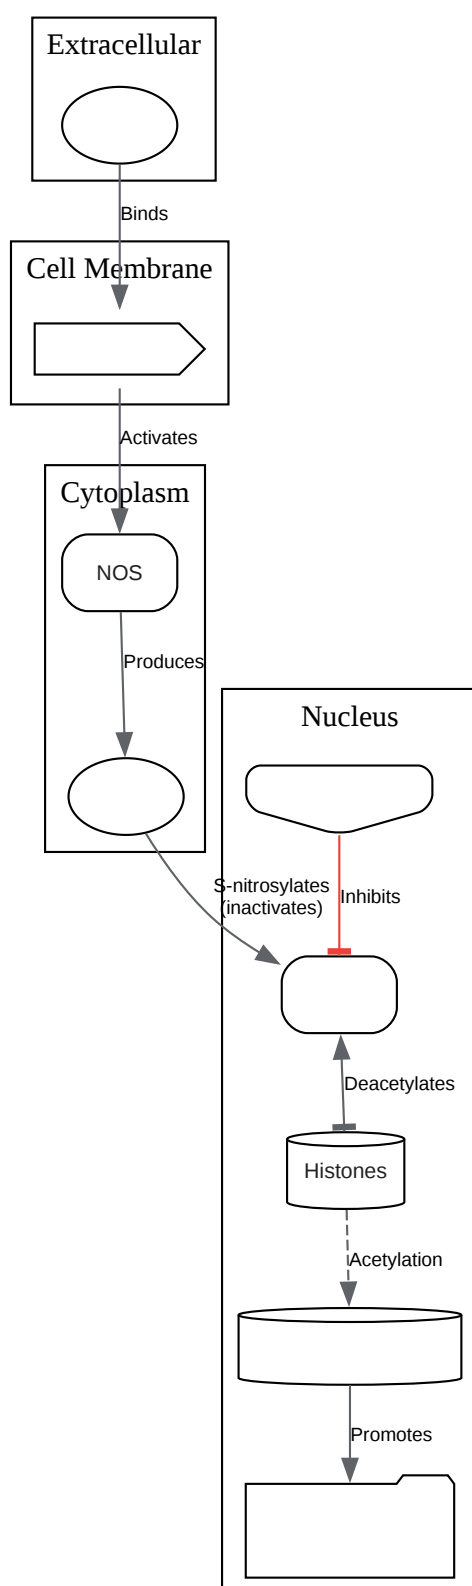 Extracellular
Binds
Cell Membrane
Activates
Cytoplasm
NOS
Produces
Nucleus
S-nitrosylates
(inactivates)
Inhibits
Deacetylates
Histones
Acetylation
Promotes